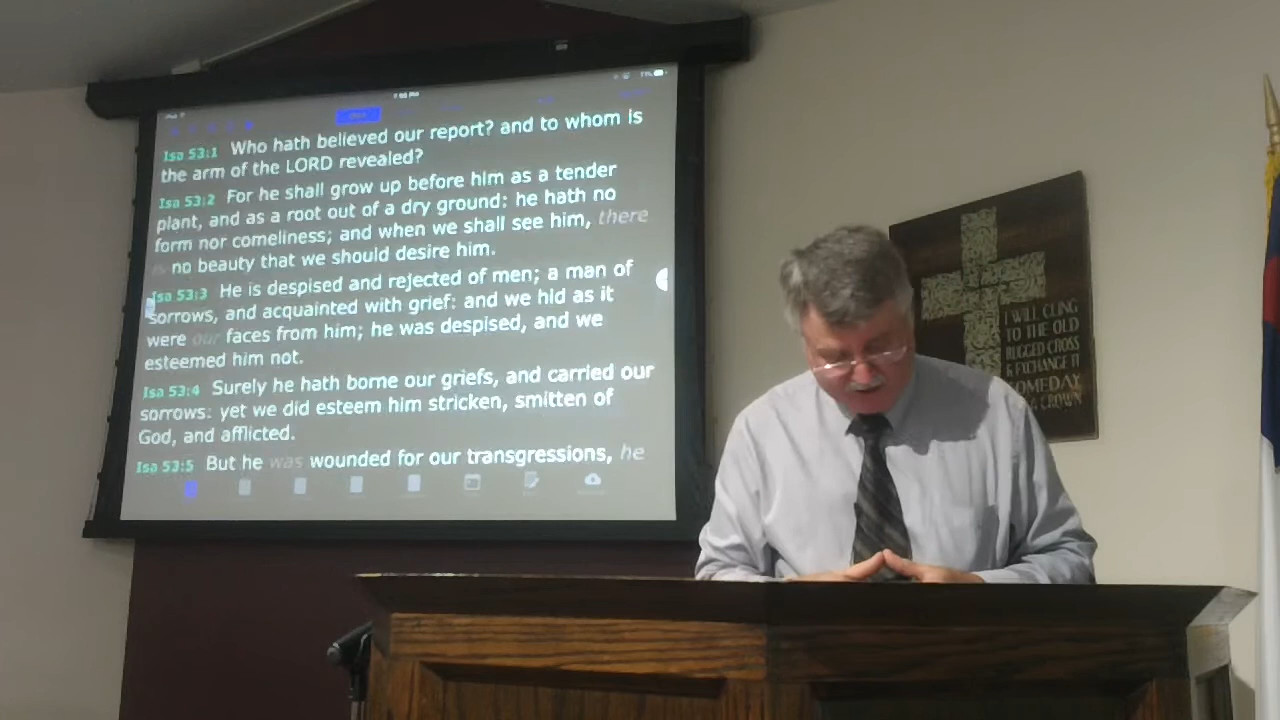 Isa 53:1 Who hath believed our report? and to whom is
the arm of the LORD revealed?
Isa 53:2 For he shall grow up before him as a tender
plant, and as a root out of a dry ground: he hath no
form nor comeliness; and when we shall see him, there
is no beauty that we should desire him.
Isa 53:3 He is despised and rejected of men; a man of
sorrows, and acquainted with grief: and we hid as it
were our faces from him; he was despised, and we
esteemed him not.
Isa 53:4 Surely he hath borne our griefs, and carried our
sorrows: yet we did esteem him stricken, smitten of
God, and afflicted.
Isa 53:5 But he was wounded for our transgressions, he
I WILL CLING
TO THE OLD
RUGGED CROSS
& EXCHANGE IT
SOMEDAY
CROWN